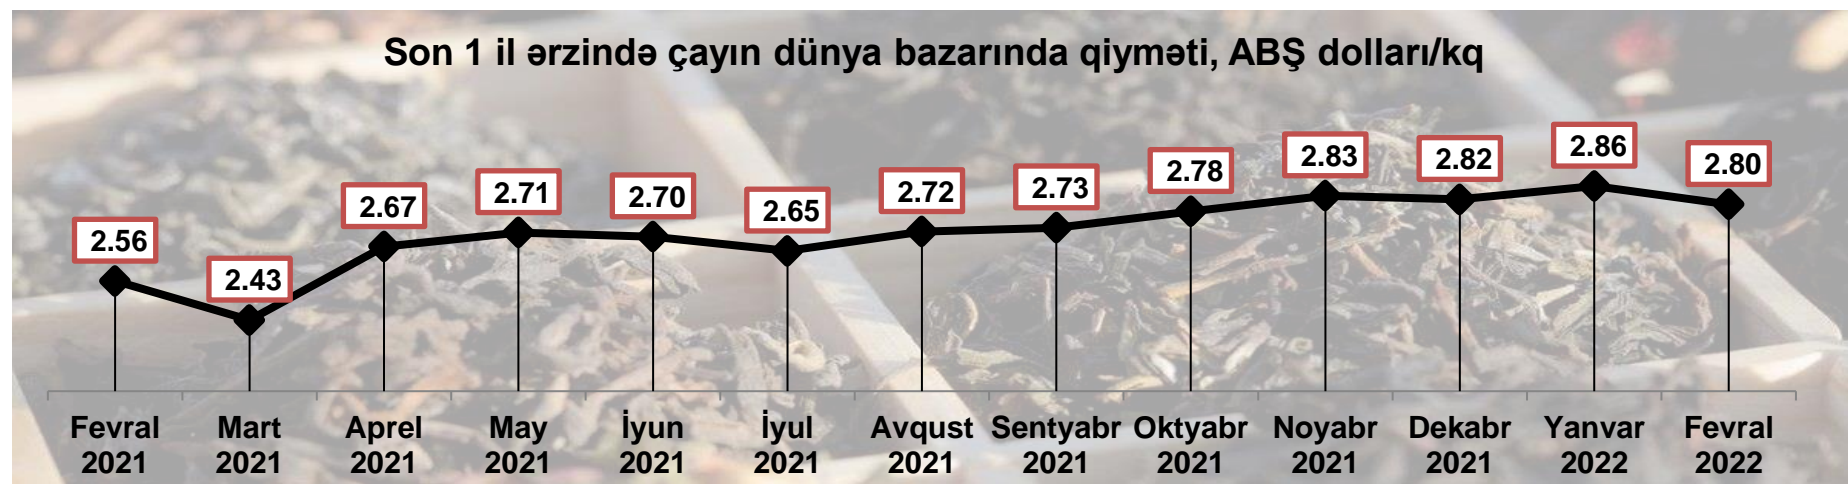 Son 1 il ərzində çayın dünya bazarında qiyməti, ABŞ dolları/kq
2.56
2.43
2.67
2.71
2.70
2.65
2.72
2.73
2.78
2.83
2.82
2.86
2.80
Fevral
2021
Mart
2021
Aprel
2021
May
2021
İyun
2021
İyul
2021
Avqust
2021
Sentyabr
2021
Oktyabr
2021
Noyabr
2021
Dekabr
2021
Yanvar
2022
Fevral
2022